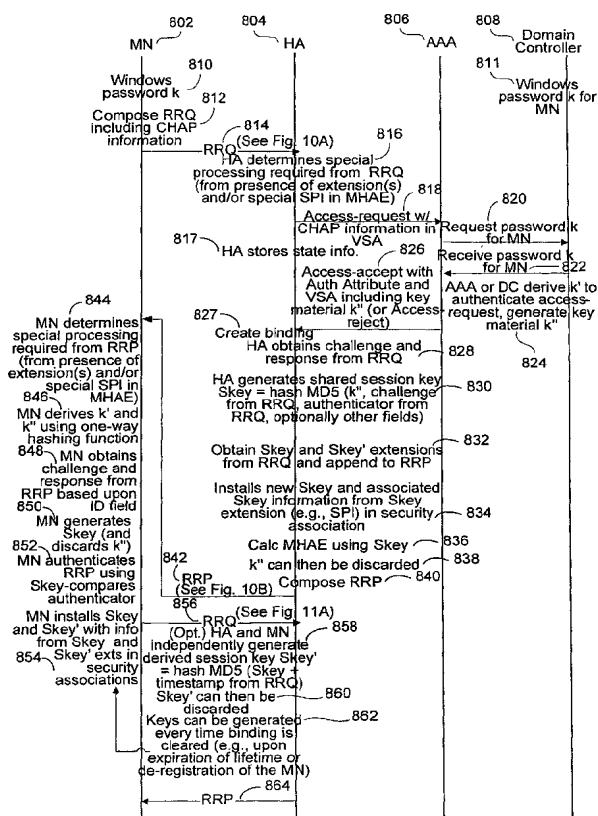 802
804
806
808
MN
HA
AAA
Domain
Controller
810
Windows
password k
812
811
Windows
password k for
MN
Compose RRQ
including CHAP
information
814
RRQ (See Fig. 10A)
816
HA determines special
processing required from RRQ
(from presence of extension(s)
and/or special SPI in MHAE)
818
Access-request w/
CHAP information in
VSA
820
Request password k
for MN
817
HA stores state info.
826
Receive password k
for MN
822
Access-accept with
Auth Attribute and
VSA including key
material k" (or Access-
reject)
AAA or DC derive k' to
authenticate access-
request, generate key
material k"
824
827
Create binding
HA obtains challenge and
response from RRQ
828
844
MN determines
special processing
required from RRP
(from presence of
extension(s) and/or
special SPI in
MHAE)
HA generates shared session key
Skey = hash MD5 (k", challenge
from RRQ, authenticator from
RRQ, optionally other fields)
830
846
MN derives k' and
k" using one-way
hashing function
832
Obtain Skey and Skey' extensions
from RRQ and append to RRP
848
MN obtains
challenge and
response from
RRP based upon
ID field
Installs new Skey and associated
Skey information from Skey
extension (e.g., SPI) in security
association
834
850
MN generates
Skey (and
discards k")
Calc MHAE using Skey
836
k" can then be discarded
838
852
MN authenticates
RRP using
Skey-compares
authenticator
842
RRP
(See Fig. 10B)
Compose RRP
840
856
RRQ (See Fig. 11A)
MN installs Skey
and Skey' with info
from Skey and
Skey' exts in
854
security
associations
(Opt.) HA and MN
independently generate
derived session key Skey'
= hash MD5 (Skey +
timestamp from RRQ)
858
Skey' can then be
discarded
860
Keys can be generated
every time binding is
cleared (e.g., upon
expiration of lifetime or
de-registration of the MN)
862
RRP
864